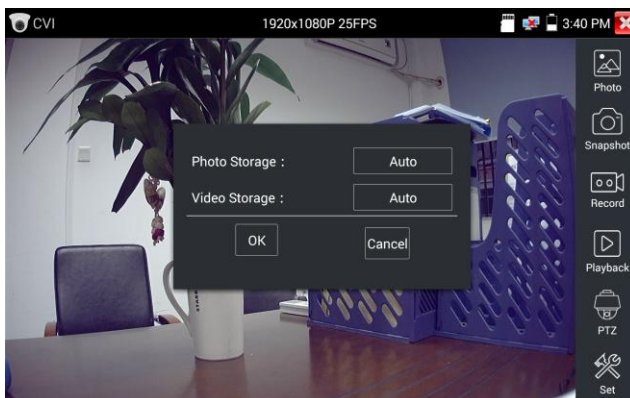 CVI
1920x1080P 25FPS
3:40 PM
Photo
Photo Storage :
Auto
Snapshot
Video Storage :
Auto
Record
OK
Cancel
Playback
PTZ
Set